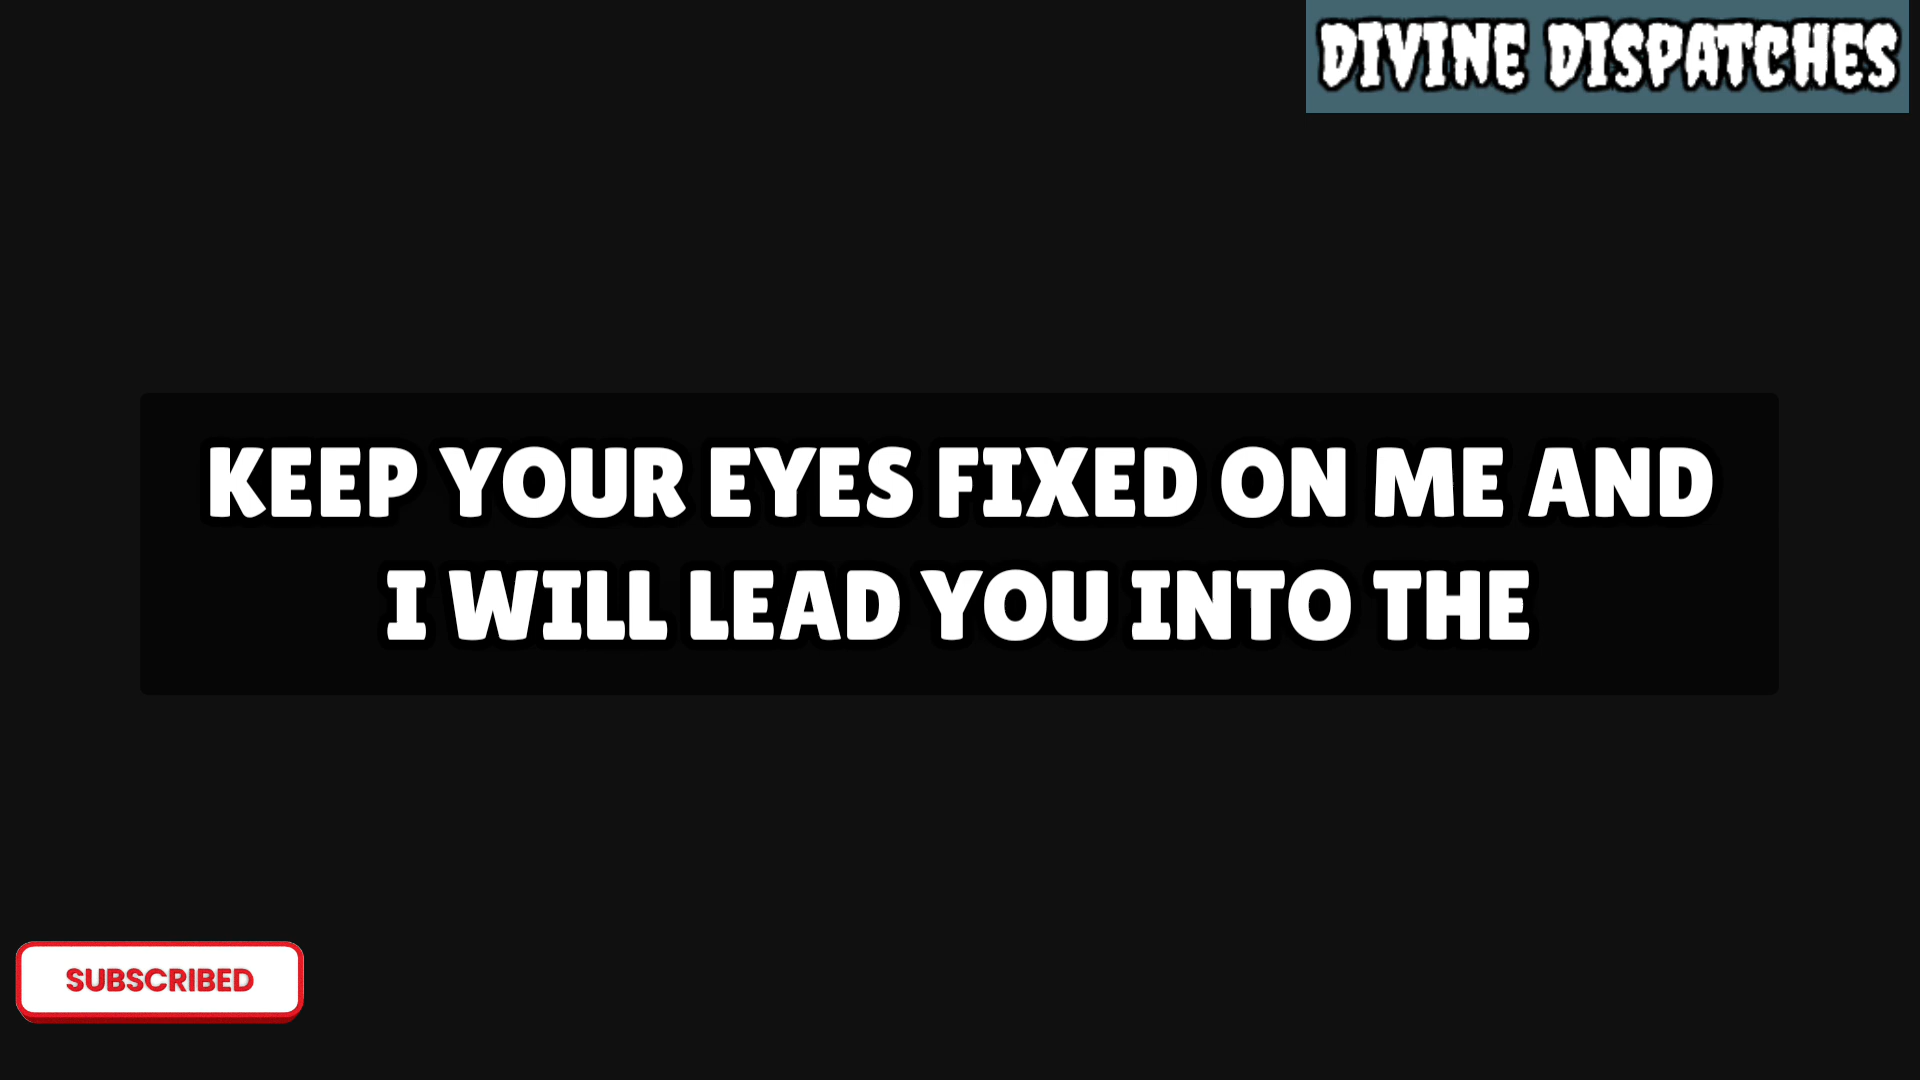 DIVINE DISPATCHES
KEEP YOUR EYES FIXED ON ME AND
I WILL LEAD YOU INTO THE
SUBSCRIBED